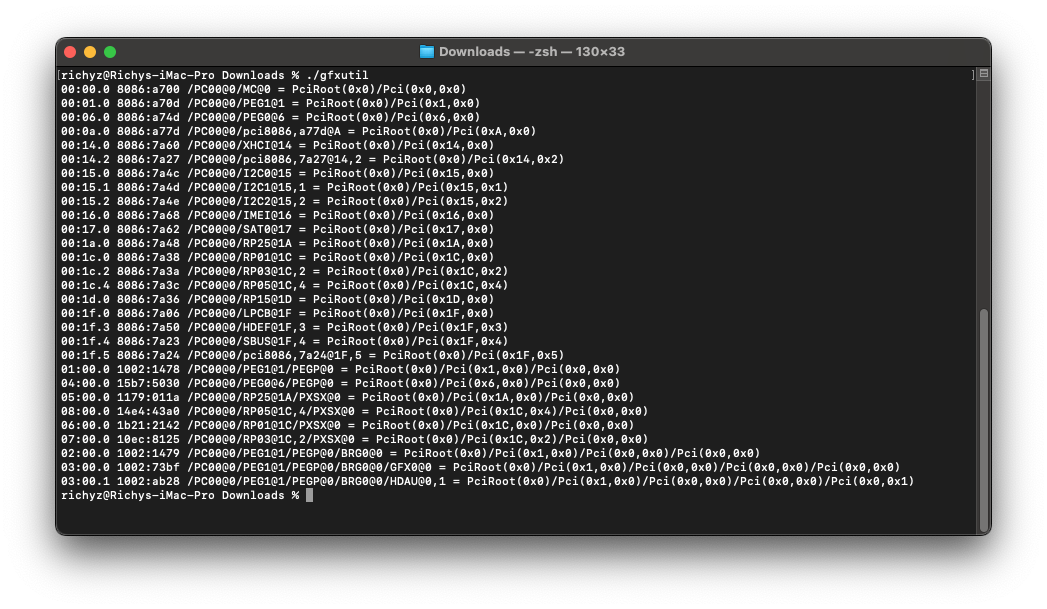 Downloads — -zsh — 130×33
[richyz@Richys-iMac-Pro Downloads % ./gfxutil ]
00:00.0 8086:a700 /PC00@0/MC@0 = PciRoot(0x0)/Pci(0x0,0x0)
00:01.0 8086:a70d /PC00@0/PEG1@1 = PciRoot(0x0)/Pci(0x1,0x0)
00:06.0 8086:a74d /PC00@0/PEG0@6 = PciRoot(0x0)/Pci(0x6,0x0)
00:0a.0 8086:a77d /PC00@0/pci8086,a77d@A = PciRoot(0x0)/Pci(0xA,0x0)
00:14.0 8086:7a60 /PC00@0/XHCI@14 = PciRoot(0x0)/Pci(0x14,0x0)
00:14.2 8086:7a27 /PC00@0/pci8086,7a27@14,2 = PciRoot(0x0)/Pci(0x14,0x2)
00:15.0 8086:7a4c /PC00@0/I2C0@15 = PciRoot(0x0)/Pci(0x15,0x0)
00:15.1 8086:7a4d /PC00@0/I2C1@15,1 = PciRoot(0x0)/Pci(0x15,0x1)
00:15.2 8086:7a4e /PC00@0/I2C2@15,2 = PciRoot(0x0)/Pci(0x15,0x2)
00:16.0 8086:7a68 /PC00@0/IMEI@16 = PciRoot(0x0)/Pci(0x16,0x0)
00:17.0 8086:7a62 /PC00@0/SAT0@17 = PciRoot(0x0)/Pci(0x17,0x0)
00:1a.0 8086:7a48 /PC00@0/RP25@1A = PciRoot(0x0)/Pci(0x1A,0x0)
00:1c.0 8086:7a38 /PC00@0/RP01@1C = PciRoot(0x0)/Pci(0x1C,0x0)
00:1c.2 8086:7a3a /PC00@0/RP03@1C,2 = PciRoot(0x0)/Pci(0x1C,0x2)
00:1c.4 8086:7a3c /PC00@0/RP05@1C,4 = PciRoot(0x0)/Pci(0x1C,0x4)
00:1d.0 8086:7a36 /PC00@0/RP15@1D = PciRoot(0x0)/Pci(0x1D,0x0)
00:1f.0 8086:7a06 /PC00@0/LPCB@1F = PciRoot(0x0)/Pci(0x1F,0x0)
00:1f.3 8086:7a50 /PC00@0/HDEF@1F,3 = PciRoot(0x0)/Pci(0x1F,0x3)
00:1f.4 8086:7a23 /PC00@0/SBUS@1F,4 = PciRoot(0x0)/Pci(0x1F,0x4)
00:1f.5 8086:7a24 /PC00@0/pci8086,7a24@1F,5 = PciRoot(0x0)/Pci(0x1F,0x5)
01:00.0 1002:1478 /PC00@0/PEG1@1/PEGP@0 = PciRoot(0x0)/Pci(0x1,0x0)/Pci(0x0,0x0)
04:00.0 15b7:5030 /PC00@0/PEG0@6/PEGP@0 = PciRoot(0x0)/Pci(0x6,0x0)/Pci(0x0,0x0)
05:00.0 1179:011a /PC00@0/RP25@1A/PXSX@0 = PciRoot(0x0)/Pci(0x1A,0x0)/Pci(0x0,0x0)
08:00.0 14e4:43a0 /PC00@0/RP05@1C,4/PXSX@0 = PciRoot(0x0)/Pci(0x1C,0x4)/Pci(0x0,0x0)
06:00.0 1b21:2142 /PC00@0/RP01@1C/PXSX@0 = PciRoot(0x0)/Pci(0x1C,0x0)/Pci(0x0,0x0)
07:00.0 10ec:8125 /PC00@0/RP03@1C,2/PXSX@0 = PciRoot(0x0)/Pci(0x1C,0x2)/Pci(0x0,0x0)
02:00.0 1002:1479 /PC00@0/PEG1@1/PEGP@0/BRG0@0 = PciRoot(0x0)/Pci(0x1,0x0)/Pci(0x0,0x0)/Pci(0x0,0x0)
03:00.0 1002:73bf /PC00@0/PEG1@1/PEGP@0/BRG0@0/GFX0@0 = PciRoot(0x0)/Pci(0x1,0x0)/Pci(0x0,0x0)/Pci(0x0,0x0)/Pci(0x0,0x0)
03:00.1 1002:ab28 /PC00@0/PEG1@1/PEGP@0/BRG0@0/HDAU@0,1 = PciRoot(0x0)/Pci(0x1,0x0)/Pci(0x0,0x0)/Pci(0x0,0x0)/Pci(0x0,0x1)
richyz@Richys-iMac-Pro Downloads %